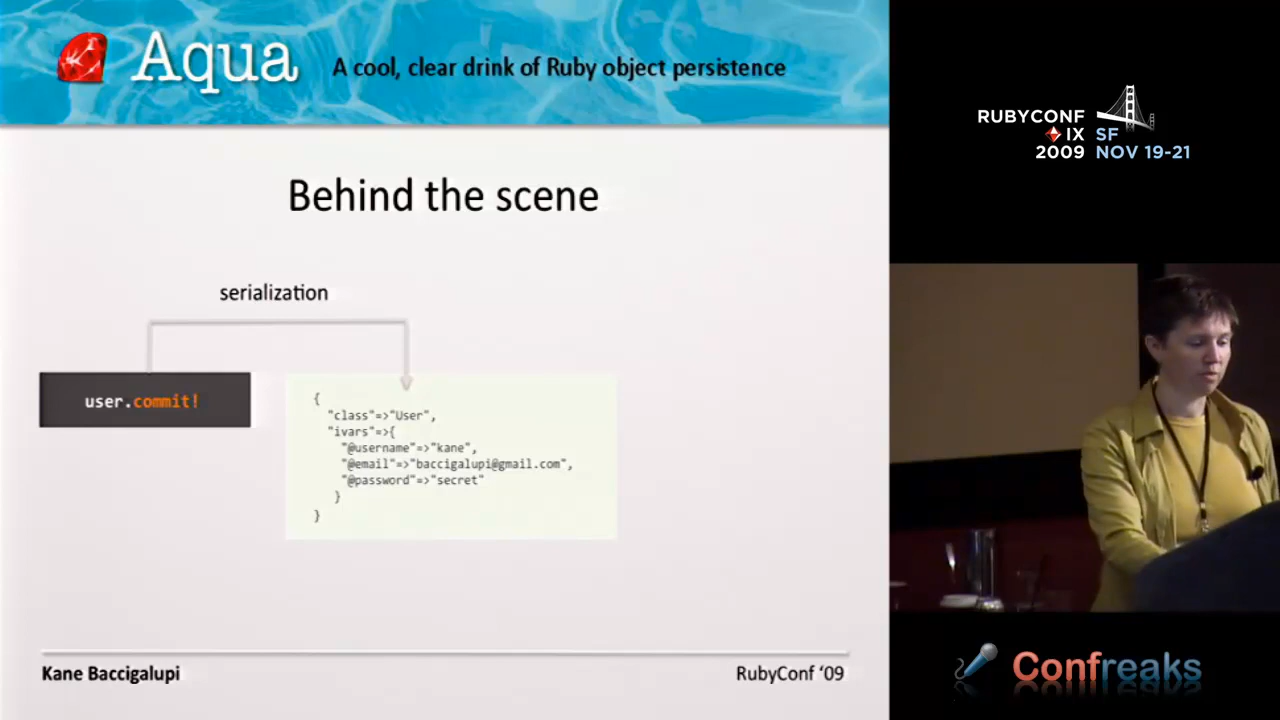 Aqua
A cool, clear drink of Ruby object persistence
Behind the scene
serialization
user.commit!
{
"class"=>"User",
"ivars"=>{
"@username"=>"kane",
"@email"=>"baccigalupi@gmail.com",
"@password"=>"secret"
}
}
Kane Baccigalupi
RubyConf ‘09
RUBYCONF
IX SF
2009 NOV 19-21
Confreaks